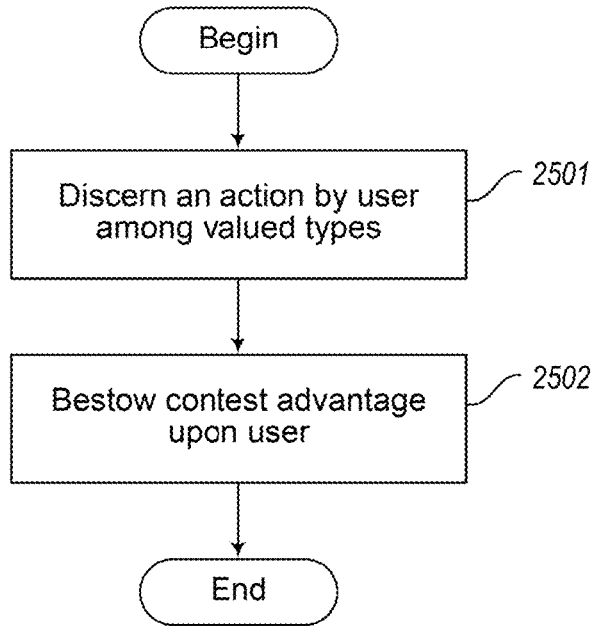 Begin
Discern an action by user
among valued types
2501
Bestow contest advantage
upon user
2502
End